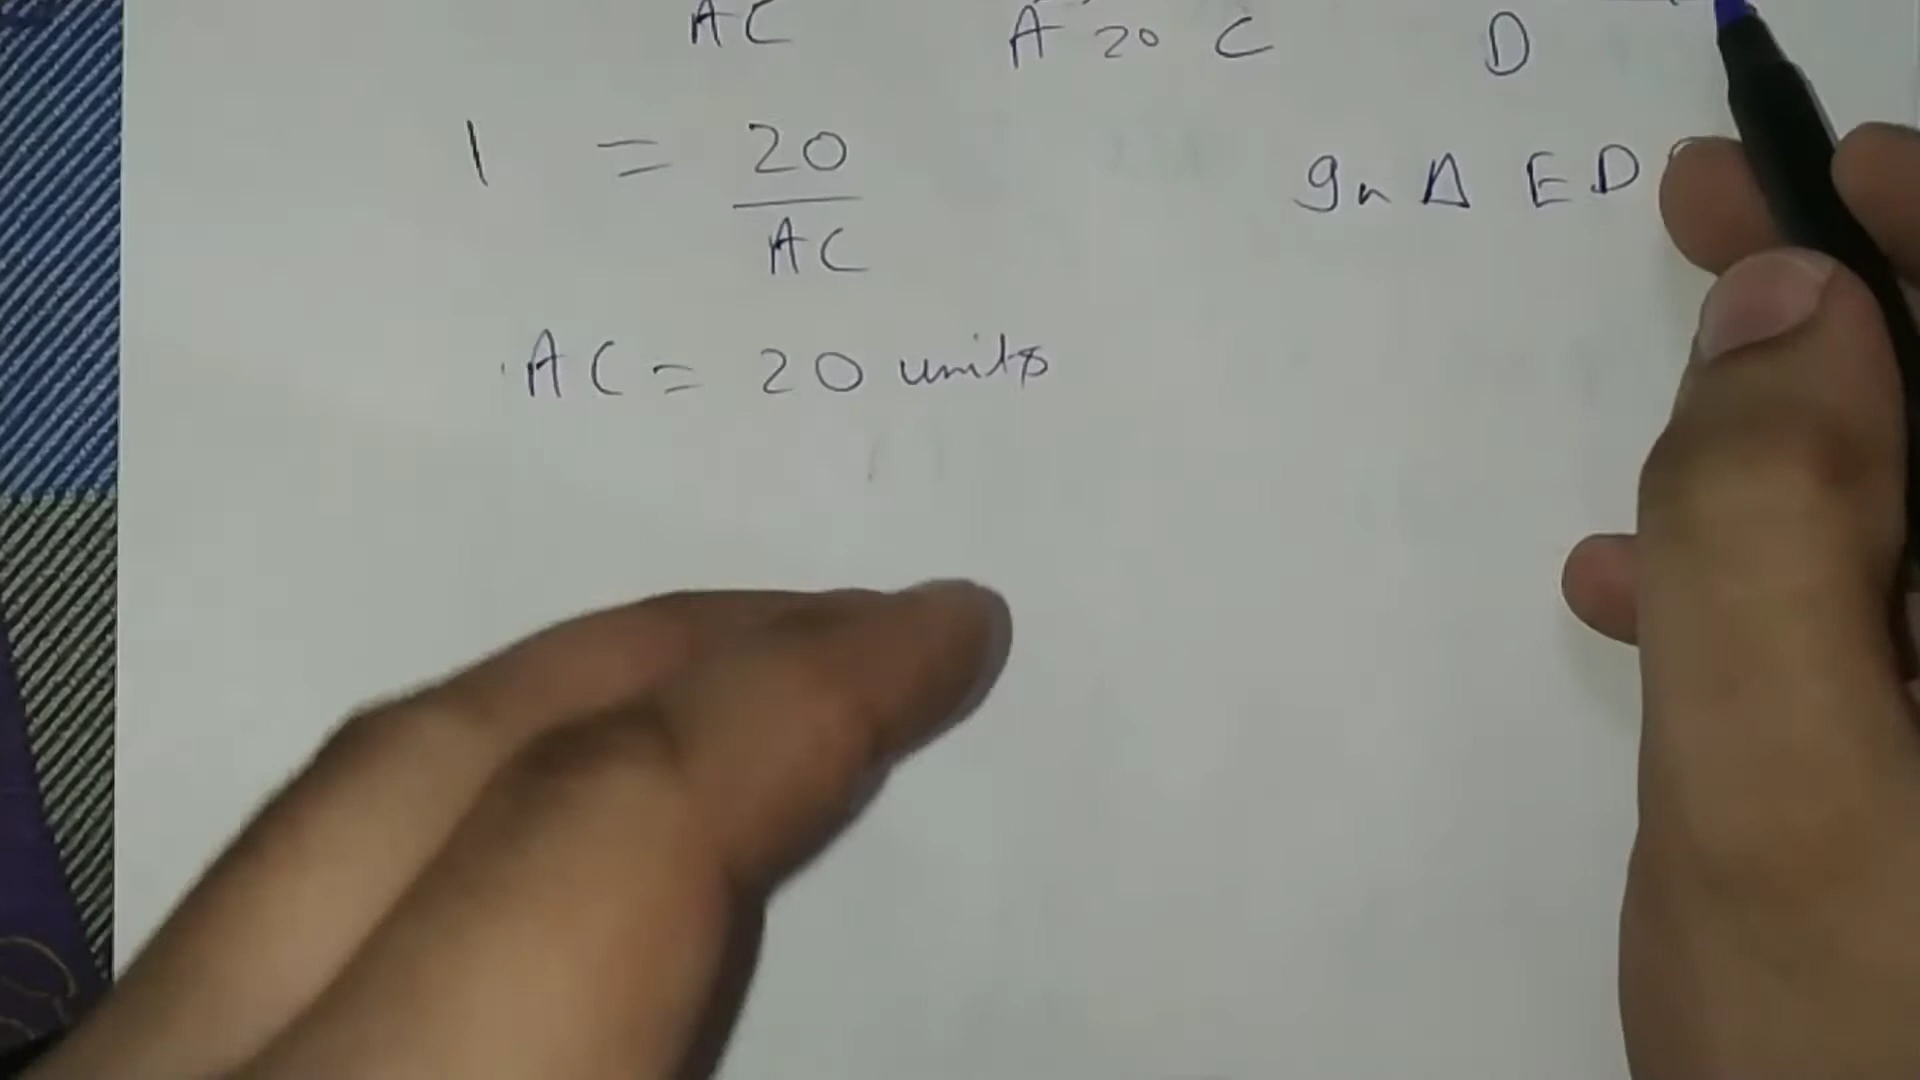 AC A 20 C D
1 = 20
AC
In Δ ED
AC = 20 units